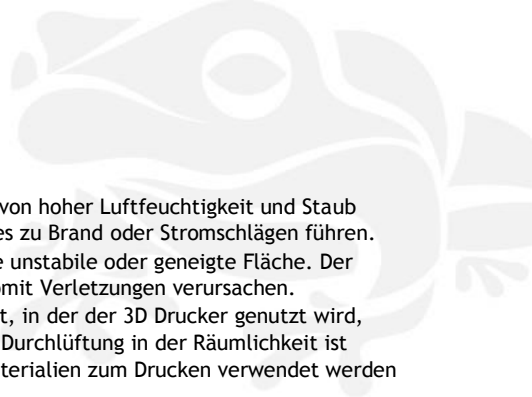 von hoher Luftfeuchtigkeit und Staub
es zu Brand oder Stromschlägen führen.
e unstabile oder geneigte Fläche. Der
omit Verletzungen verursachen.
t, in der der 3D Drucker genutzt wird,
Durchlüftung in der Räumlichkeit ist
terialien zum Drucken verwendet werden